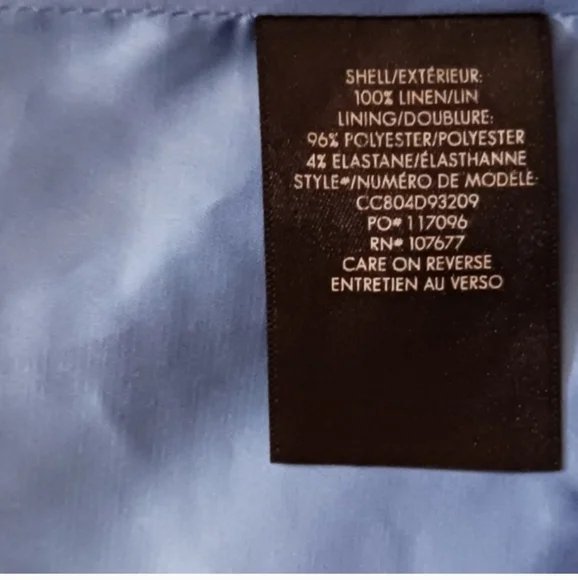 SHELL/EXTÉRIEUR:
100% LINEN/LIN
LINING/DOUBLURE:
96% POLYESTER/POLYESTER
4% ELASTANE/ÉLASTHANNE
STYLE#/NUMÉRO DE MODÈLE:
CC804D93209
PO# 117096
RN# 107677
CARE ON REVERSE
ENTRETIEN AU VERSO